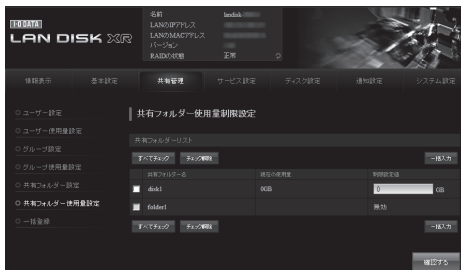 I-O DATA
LAN DISK XR
名前 landisk
LANのIPアドレス
LANのMACアドレス
バージョン
RAIDの状態 正常
情報表示 基本設定 共有管理 サービス設定 ディスク設定 通知設定 システム設定
ユーザー設定
ユーザー使用量設定
グループ設定
グループ使用量設定
共有フォルダー設定
共有フォルダー使用量設定
一括登録
共有フォルダー使用量制限設定
共有フォルダーリスト
すべてチェック チェック解除 一括入力
共有フォルダー名 現在の使用量 制限設定値
disk1 0GB 0 GB
folder1 無効
すべてチェック チェック解除 一括入力
確認する